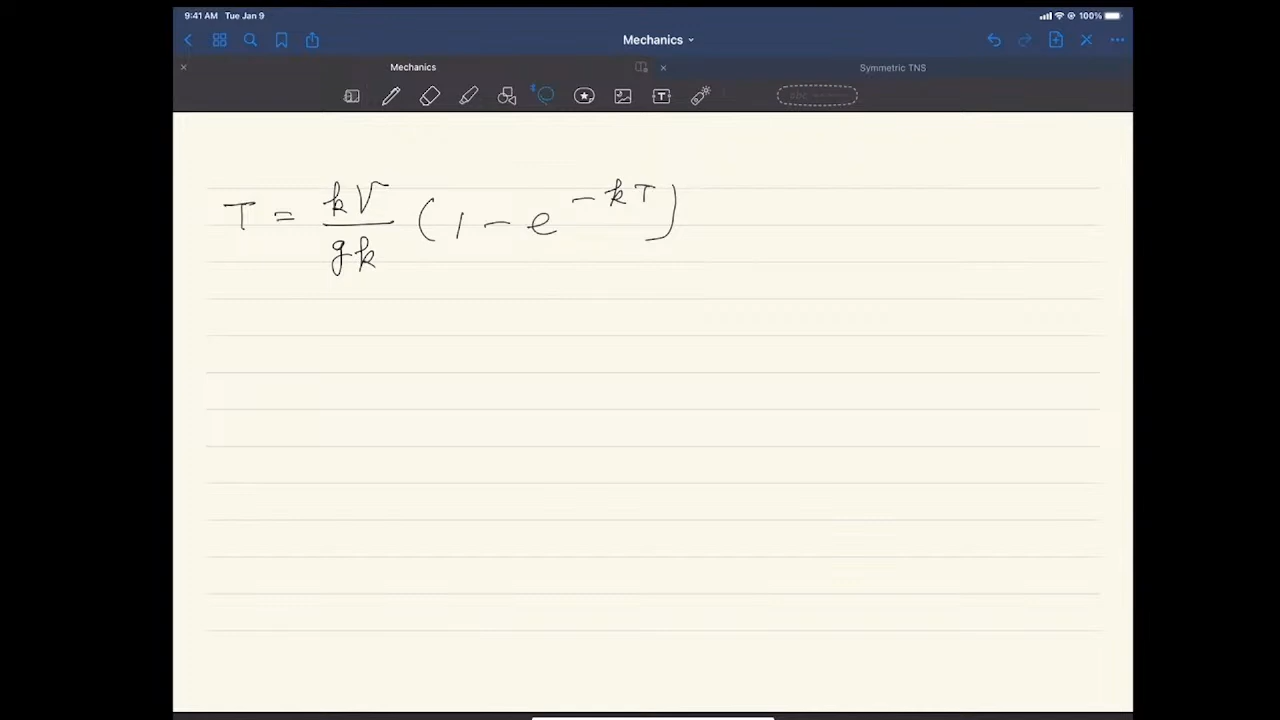 9:41 AM Tue Jan 9 100%
Mechanics
Mechanics Symmetric TNS
T = kV/gk (1 - e^{-kT})